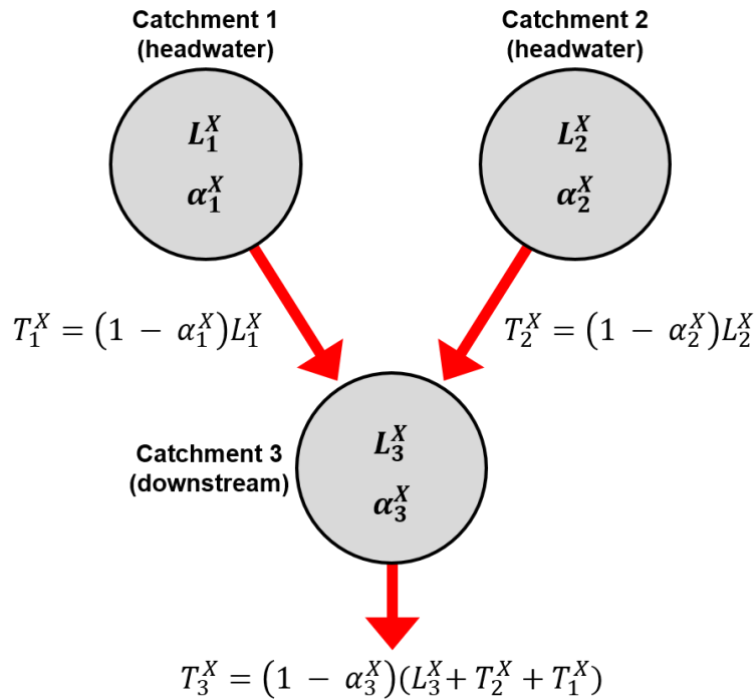 Catchment 1
(headwater)
Catchment 2
(headwater)
L₁ˣ
α₁ˣ
L₂ˣ
α₂ˣ
T₁ˣ = (1 − α₁ˣ)L₁ˣ
T₂ˣ = (1 − α₂ˣ)L₂ˣ
Catchment 3
(downstream)
L₃ˣ
α₃ˣ
T₃ˣ = (1 − α₃ˣ)(L₃ˣ + T₂ˣ + T₁ˣ)